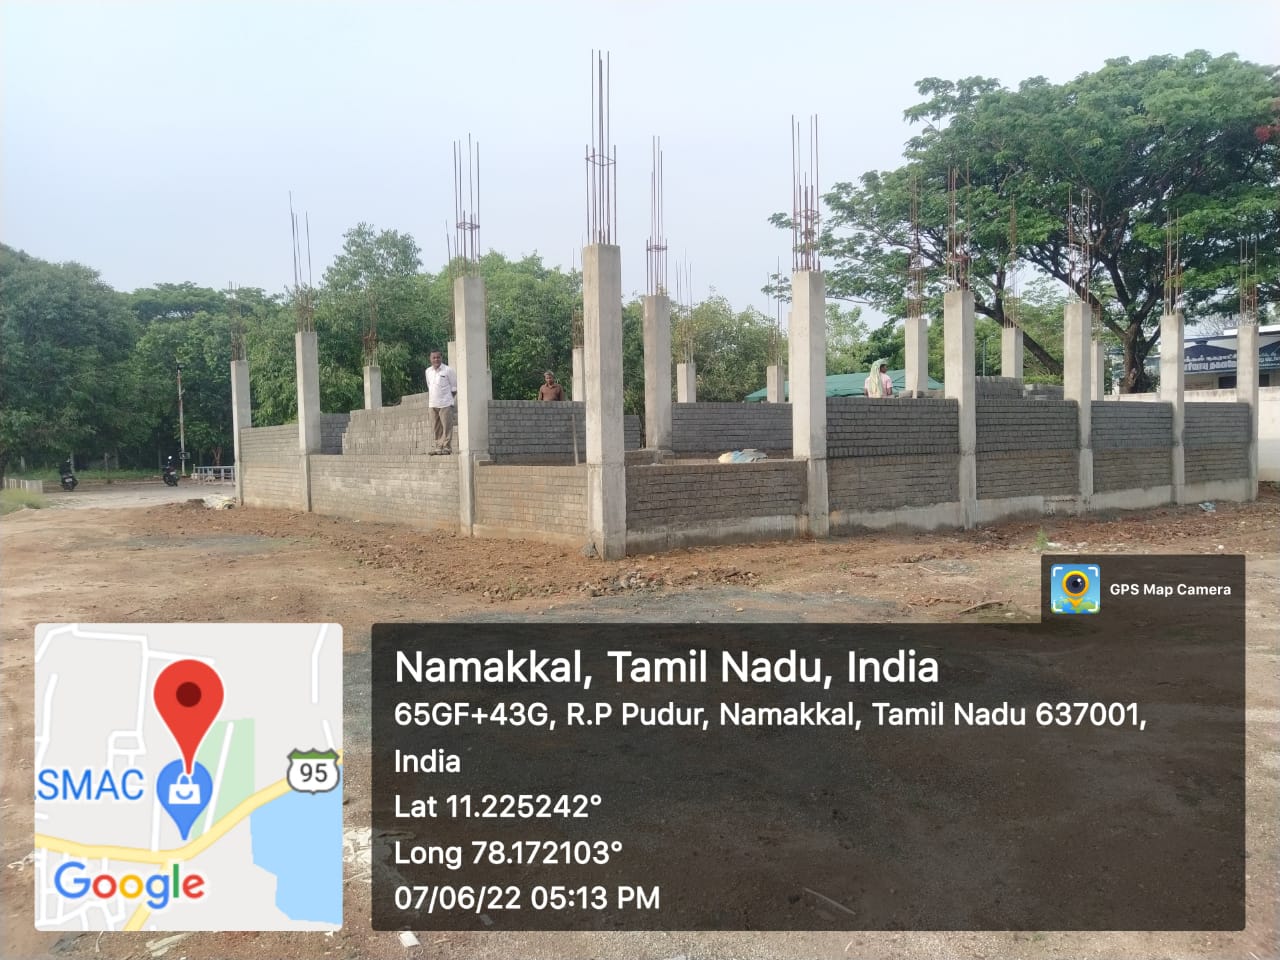 GPS Map Camera
Namakkal, Tamil Nadu, India
65GF+43G, R.P Pudur, Namakkal, Tamil Nadu 637001,
India
Lat 11.225242°
Long 78.172103°
07/06/22 05:13 PM
SMAC
95
Google